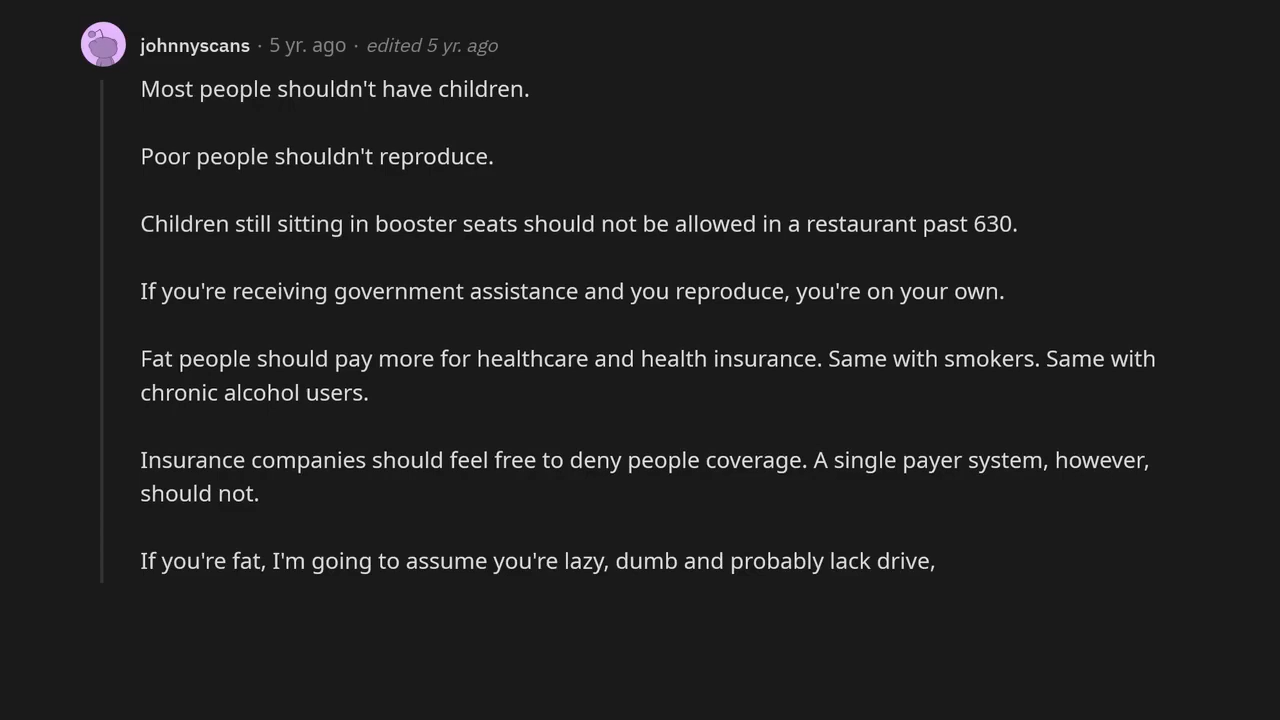 johnnyscans · 5 yr. ago · edited 5 yr. ago
Most people shouldn't have children.
Poor people shouldn't reproduce.
Children still sitting in booster seats should not be allowed in a restaurant past 630.
If you're receiving government assistance and you reproduce, you're on your own.
Fat people should pay more for healthcare and health insurance. Same with smokers. Same with
chronic alcohol users.
Insurance companies should feel free to deny people coverage. A single payer system, however,
should not.
If you're fat, I'm going to assume you're lazy, dumb and probably lack drive,